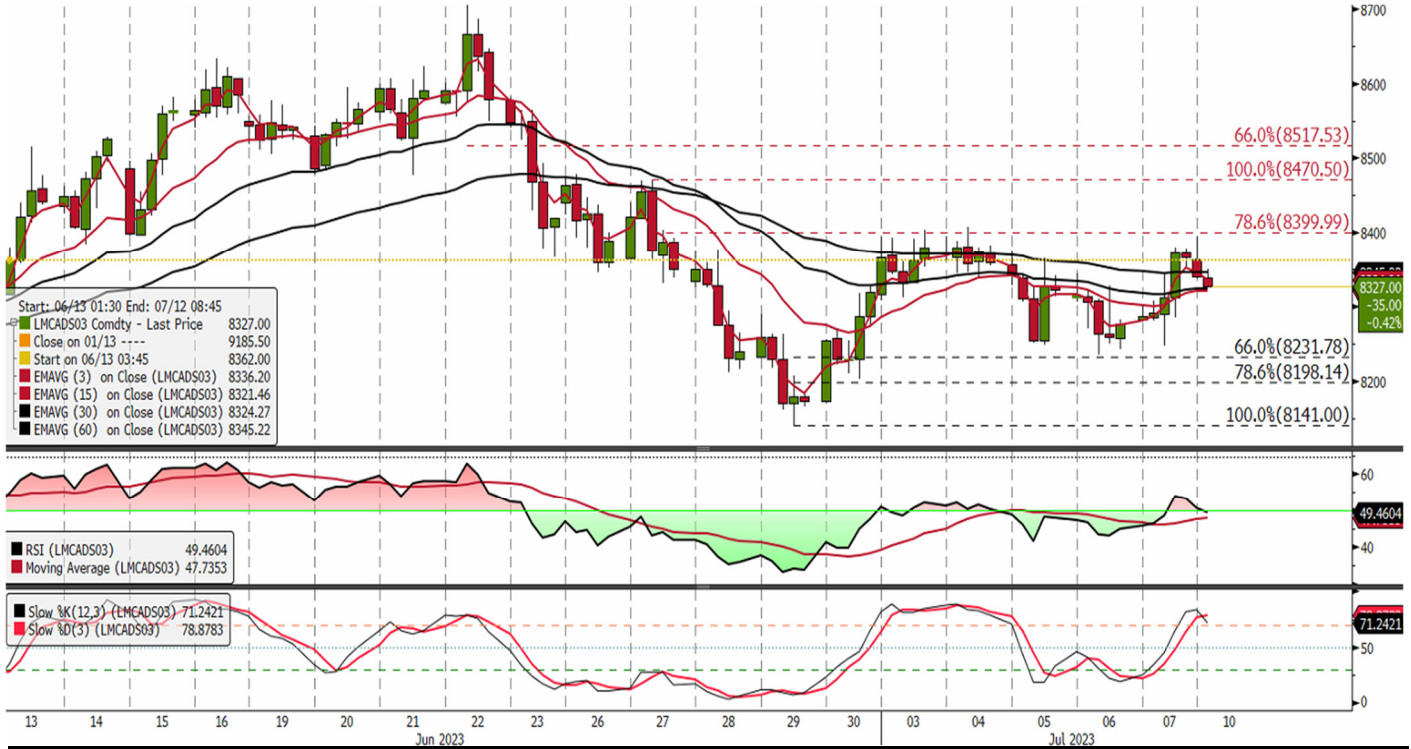 8700
8600
66.0%(8517.53)
8500
100.0%(8470.50)
78.6%(8399.99)
8400
8327.00
-35.00
-0.42%
66.0%(8231.78)
78.6%(8198.14)
8200
100.0%(8141.00)
Start: 06/13 01:30 End: 07/12 08:45
LMCADS03 Comdty - Last Price 8327.00
Close on 01/13 ---- 9185.50
Start on 06/13 03:45 8362.00
EMAVG (3) on Close (LMCADS03) 8336.20
EMAVG (15) on Close (LMCADS03) 8321.46
EMAVG (30) on Close (LMCADS03) 8324.27
EMAVG (60) on Close (LMCADS03) 8345.22
60
49.4604
40
RSI (LMCADS03) 49.4604
Moving Average (LMCADS03) 47.7353
Slow %K(12,3) (LMCADS03) 71.2421
Slow %D(3) (LMCADS03) 78.8783
71.2421
50
0
13 14 15 16 19 20 21 22 23 26 27 28 29 30 03 04 05 06 07 10
Jun 2023 Jul 2023